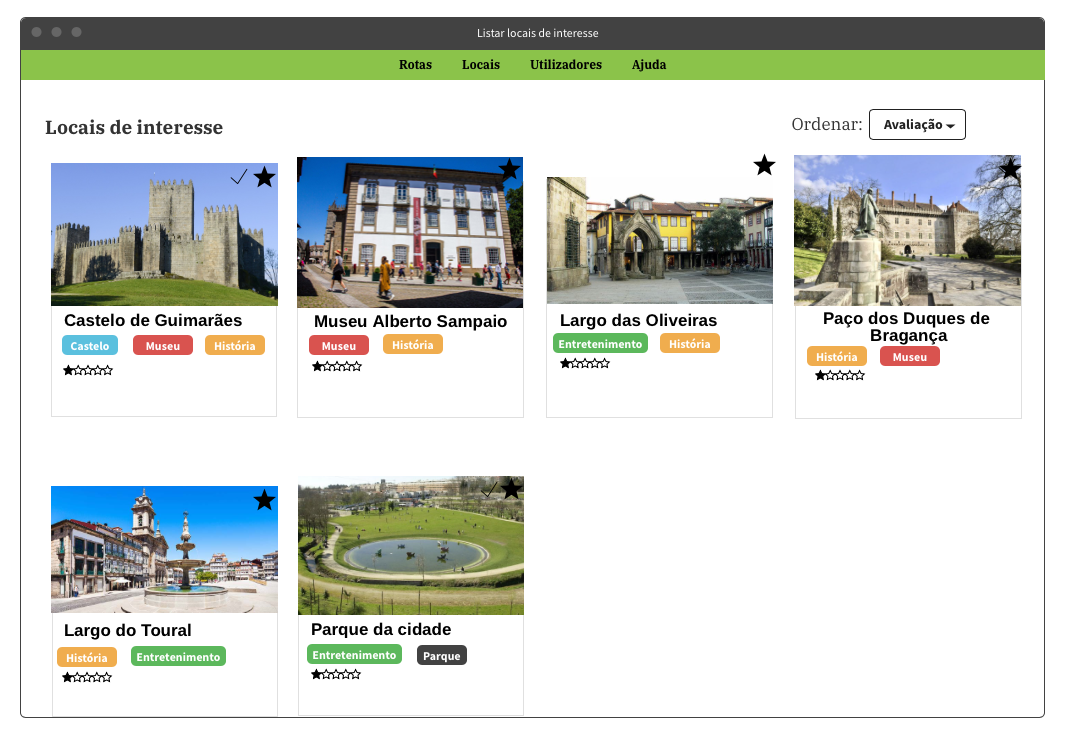 Listar locais de interesse
Rotas Locais Utilizadores Ajuda
Locais de interesse
Ordenar: Avaliação
Castelo de Guimarães
Castelo Museu História
Museu Alberto Sampaio
Museu História
Largo das Oliveiras
Entretenimento História
Paço dos Duques de
Bragança
História Museu
Largo do Toural
História Entretenimento
Parque da cidade
Entretenimento Parque